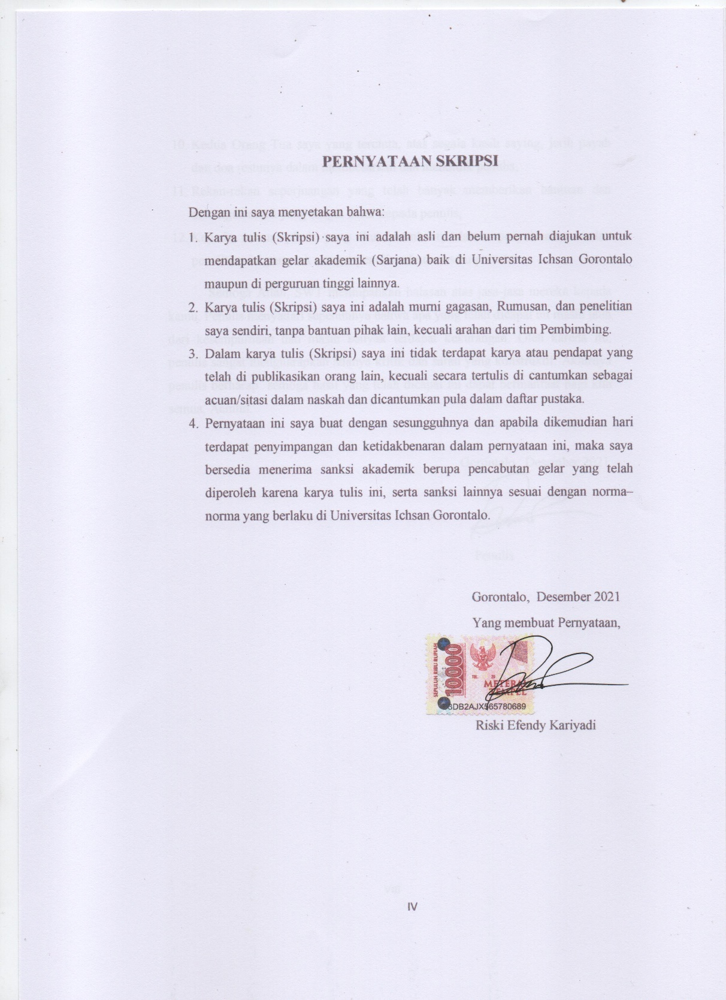 PERNYATAAN SKRIPSI
Dengan ini saya menyetakan bahwa:
1. Karya tulis (Skripsi) saya ini adalah asli dan belum pernah diajukan untuk
mendapatkan gelar akademik (Sarjana) baik di Universitas Ichsan Gorontalo
maupun di perguruan tinggi lainnya.
2. Karya tulis (Skripsi) saya ini adalah murni gagasan, Rumusan, dan penelitian
saya sendiri, tanpa bantuan pihak lain, kecuali arahan dari tim Pembimbing.
3. Dalam karya tulis (Skripsi) saya ini tidak terdapat karya atau pendapat yang
telah di publikasikan orang lain, kecuali secara tertulis di cantumkan sebagai
acuan/sitasi dalam naskah dan dicantumkan pula dalam daftar pustaka.
4. Pernyataan ini saya buat dengan sesungguhnya dan apabila dikemudian hari
terdapat penyimpangan dan ketidakbenaran dalam pernyataan ini, maka saya
bersedia menerima sanksi akademik berupa pencabutan gelar yang telah
diperoleh karena karya tulis ini, serta sanksi lainnya sesuai dengan norma–
norma yang berlaku di Universitas Ichsan Gorontalo.
Gorontalo, Desember 2021
Yang membuat Pernyataan,
SEPULUH RIBU RUPIAH
10000
TGL. 20
METERAI
TEMPEL
3DB2AJX565780689
Riski Efendy Kariyadi
IV